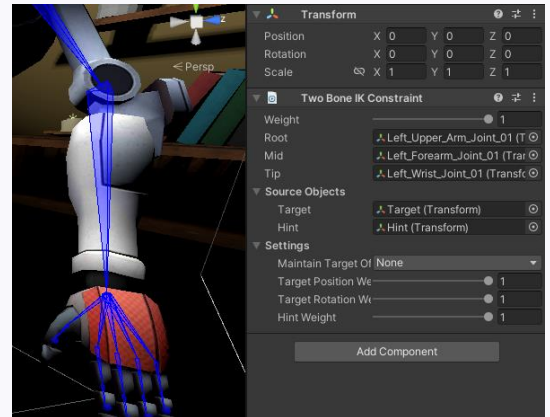 z
< Persp
Transform
Position X 0 Y 0 Z 0
Rotation X 0 Y 0 Z 0
Scale X 1 Y 1 Z 1
Two Bone IK Constraint
Weight 1
Root Left_Upper_Arm_Joint_01 (T
Mid Left_Forearm_Joint_01 (Tran
Tip Left_Wrist_Joint_01 (Transfo
Source Objects
Target Target (Transform)
Hint Hint (Transform)
Settings
Maintain Target Of None
Target Position We 1
Target Rotation We 1
Hint Weight 1
Add Component